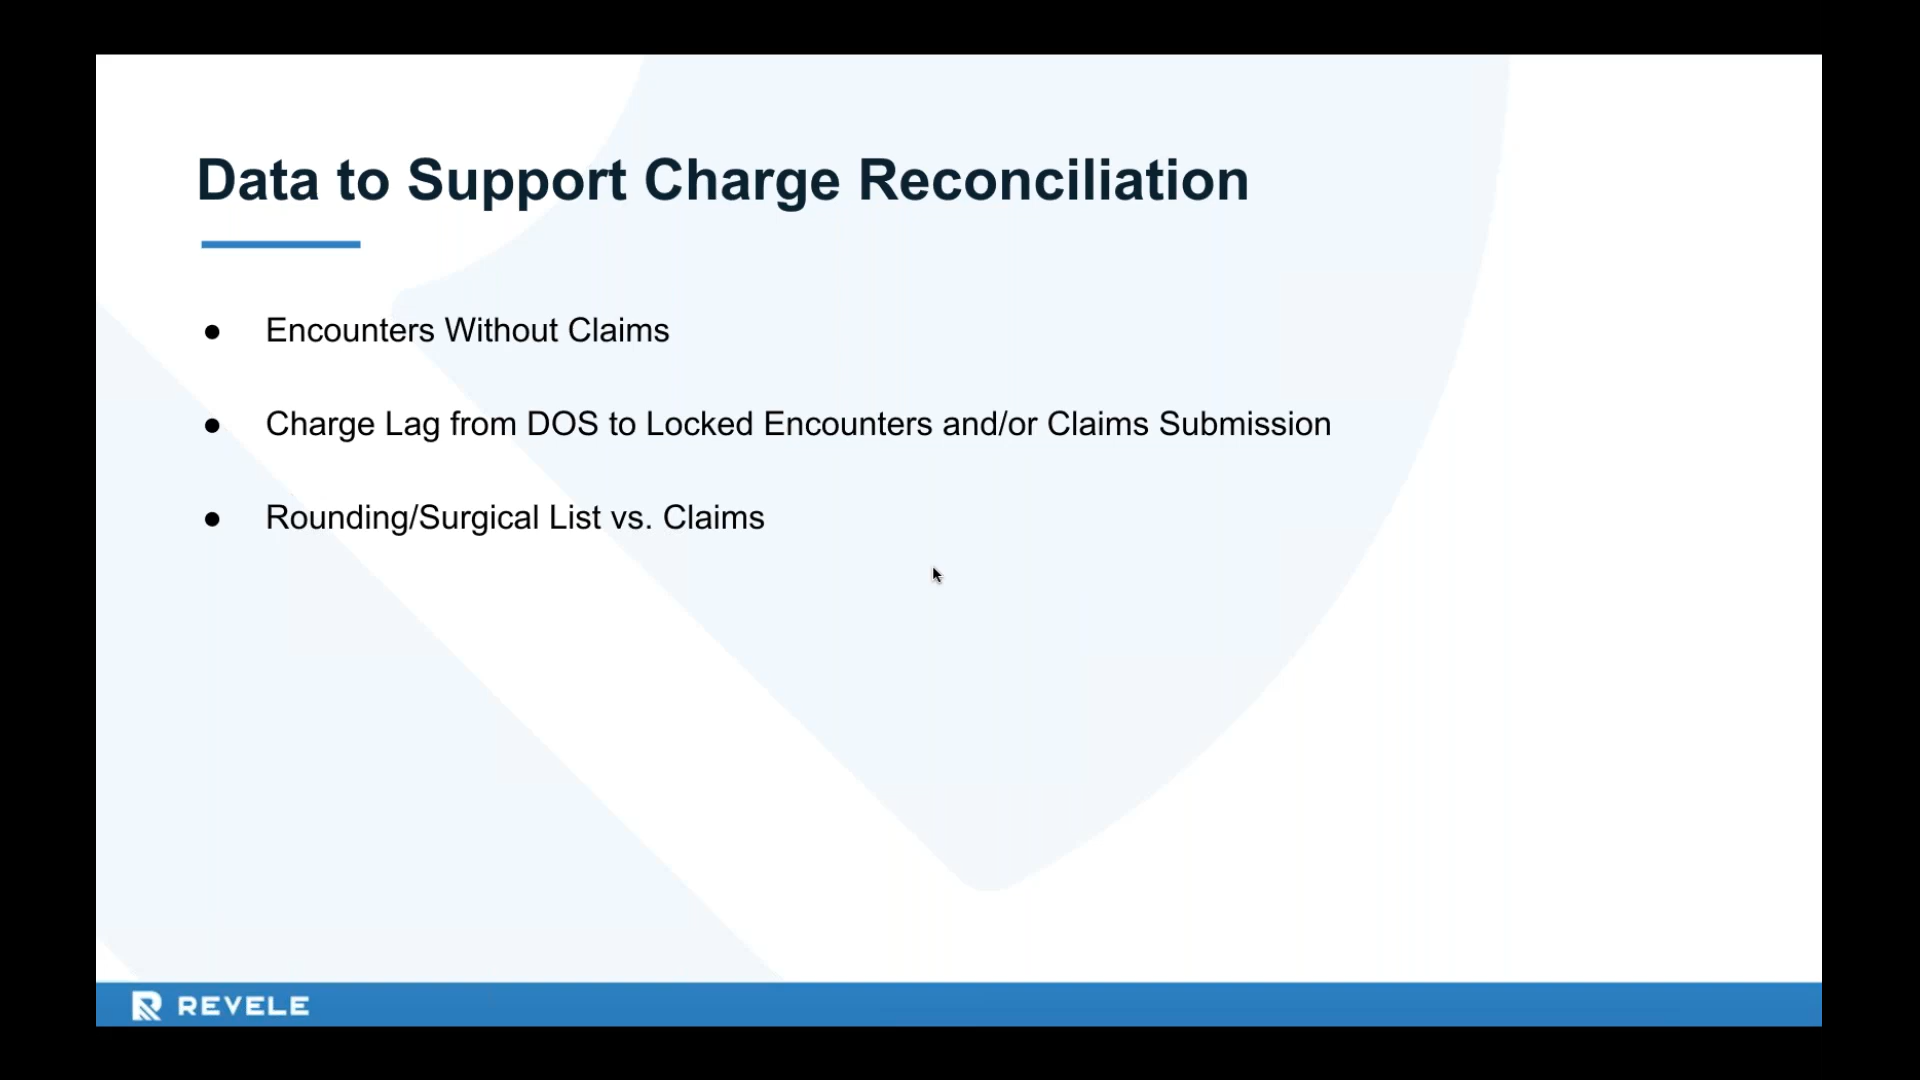 Data to Support Charge Reconciliation
● Encounters Without Claims
● Charge Lag from DOS to Locked Encounters and/or Claims Submission
● Rounding/Surgical List vs. Claims
REVELE